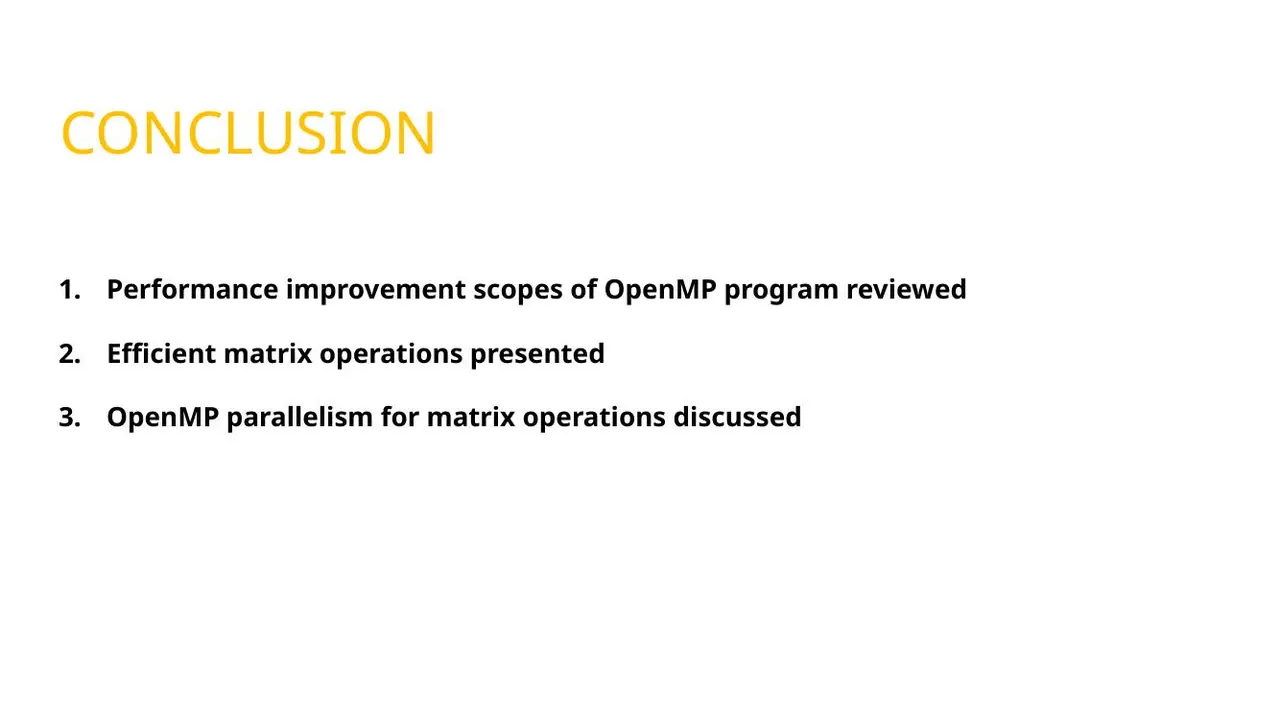 CONCLUSION
1. Performance improvement scopes of OpenMP program reviewed
2. Efficient matrix operations presented
3. OpenMP parallelism for matrix operations discussed